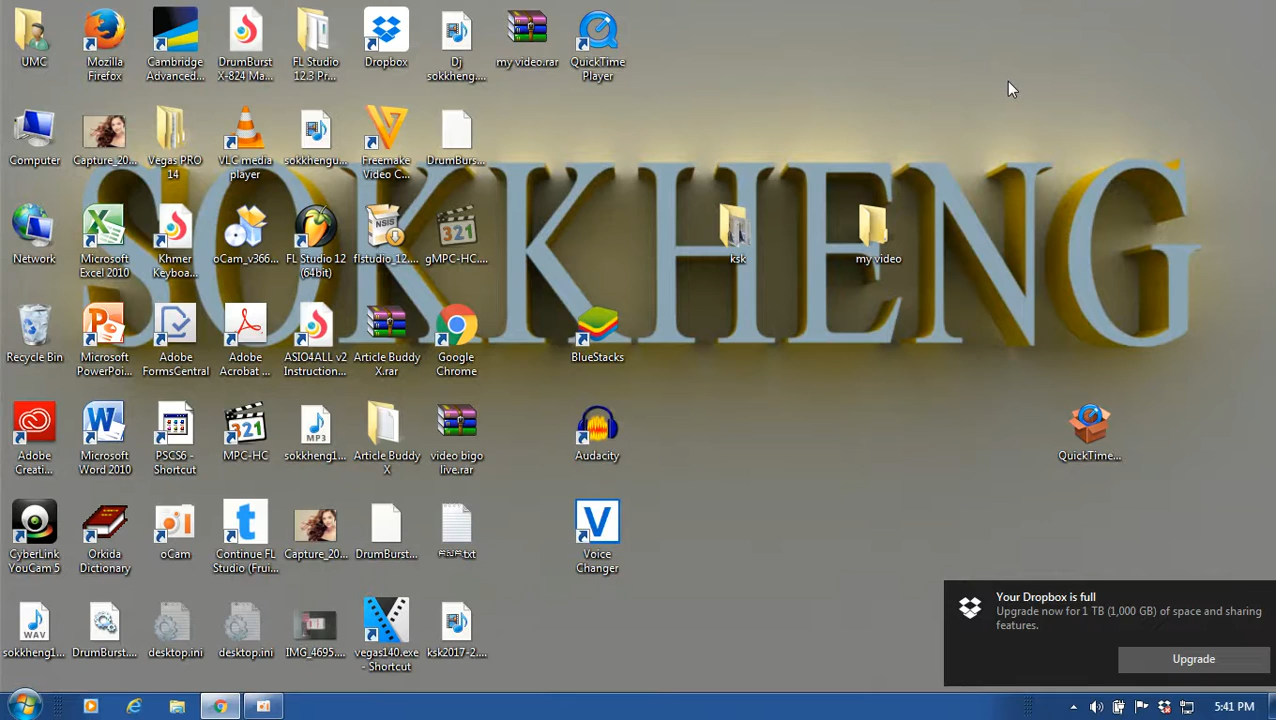 UMC
Mozilla
Firefox
Cambridge
Advanced...
DrumBurst
X-824 Ma...
FL Studio
12.3 Pr...
Dropbox
Dj
sokkheng....
my video.rar
QuickTime
Player
Computer
Capture_20...
Vegas PRO
14
VLC media
player
sokkhengu...
Freemake
Video C...
DrumBurs...
SOKKHENG
Network
Microsoft
Excel 2010
Khmer
Keyboa...
oCam_v366...
FL Studio 12
(64bit)
NSIS
flstudio_12....
321
gMPC-HC....
ksk
my video
Recycle Bin
Microsoft
PowerPoi...
Adobe
FormsCentral
Adobe
Acrobat ...
ASIO4ALL v2
Instruction...
Article Buddy
X.rar
Google
Chrome
BlueStacks
Adobe
Creati...
Microsoft
Word 2010
PSCS6 -
Shortcut
321
MPC-HC
MP3
sokkheng1...
Article Buddy
X
video bigo
live.rar
Audacity
QuickTime...
CyberLink
YouCam 5
Orkida
Dictionary
oCam
Continue FL
Studio (Frui...
Capture_20...
DrumBurst...
.txt
V
Voice
Changer
WAV
sokkheng1...
DrumBurst....
desktop.ini
desktop.ini
IMG_4695....
vegas140.exe
- Shortcut
ksk2017-2....
Your Dropbox is full
Upgrade now for 1 TB (1,000 GB) of space and sharing
features.
Upgrade
5:41 PM